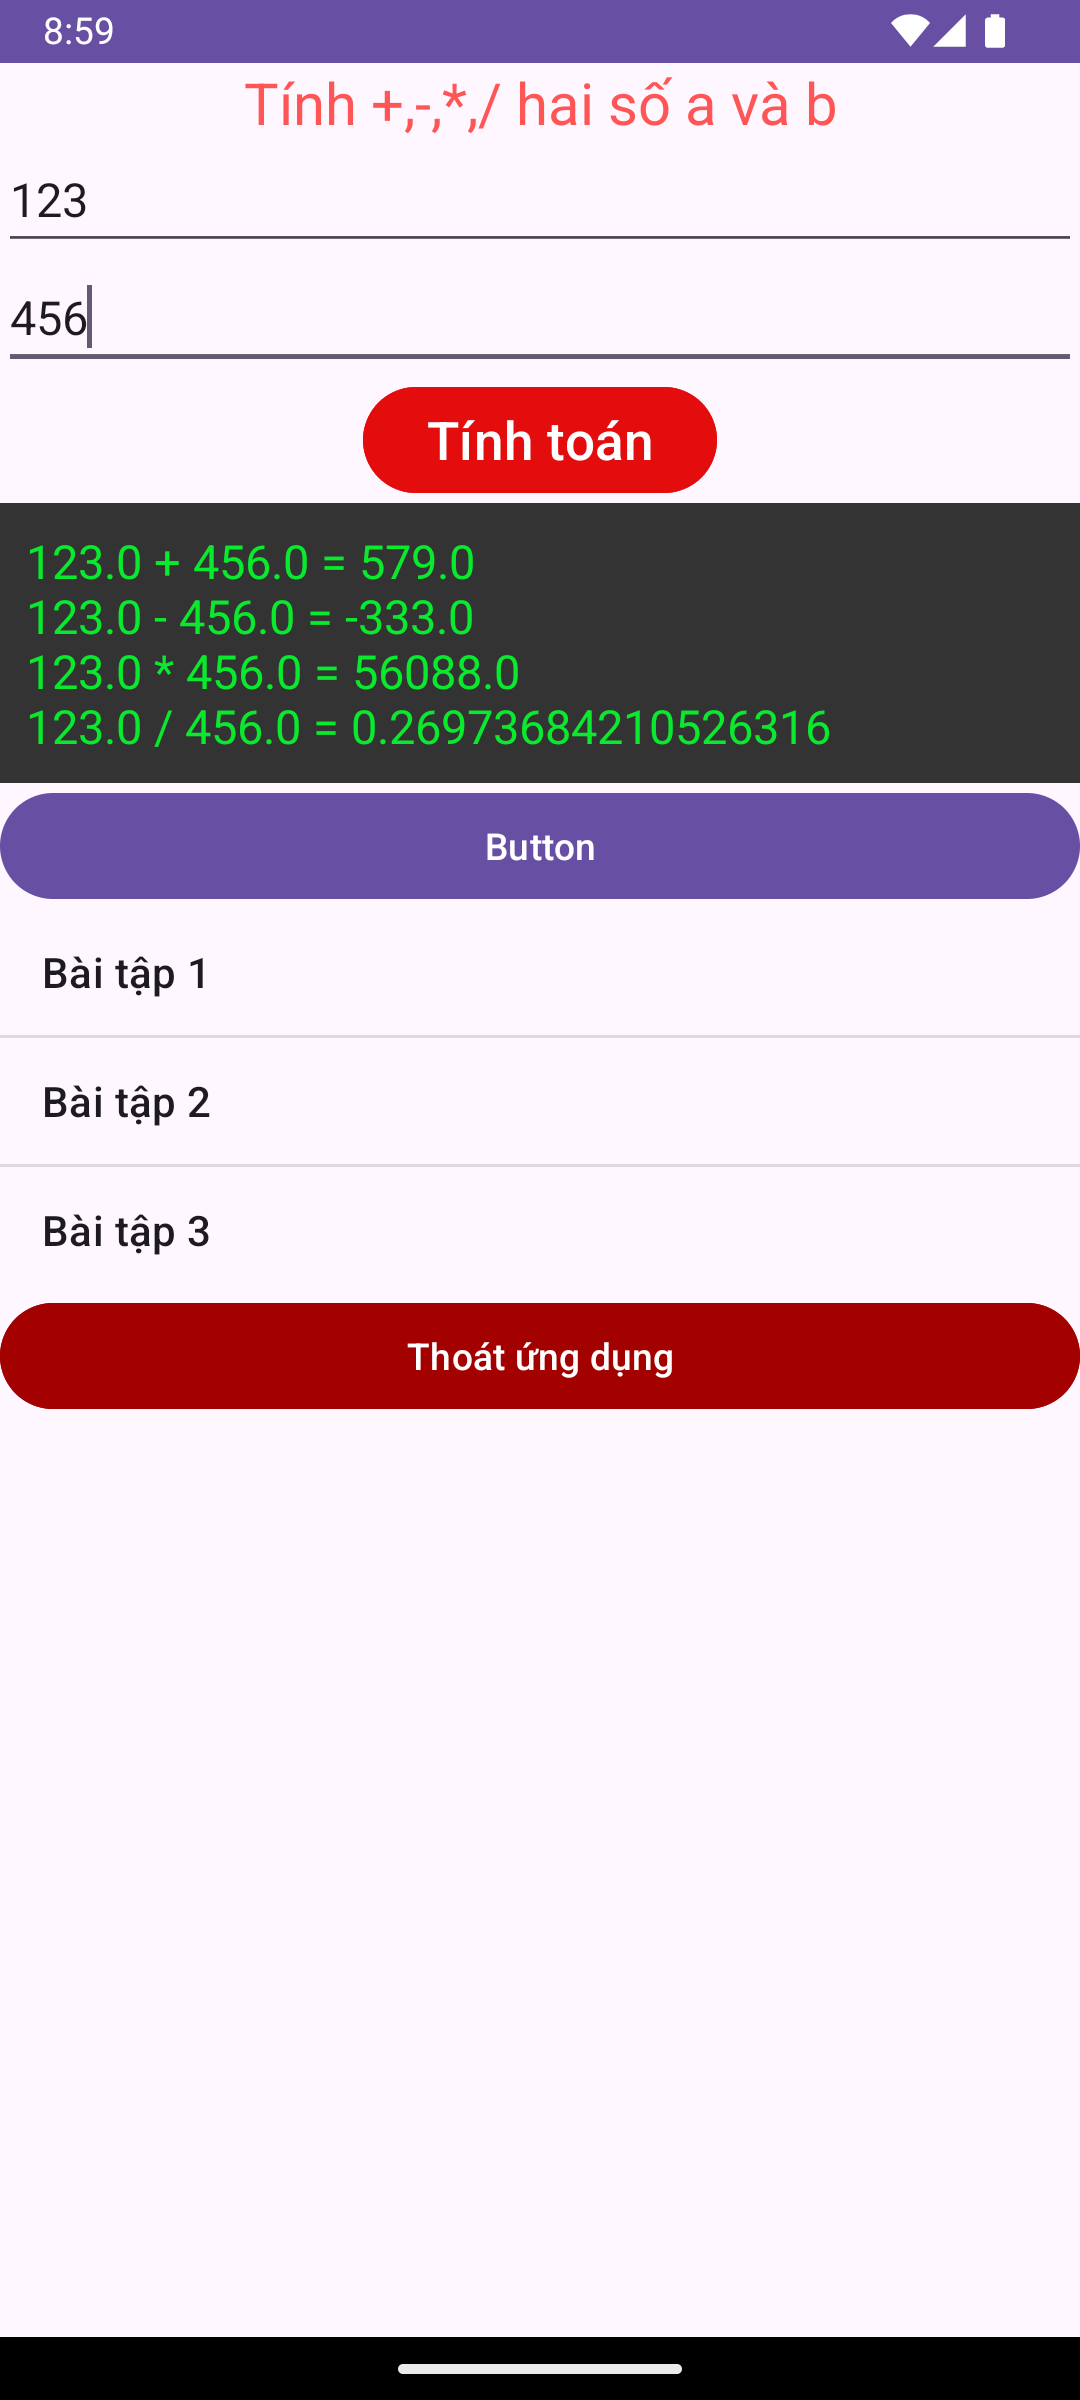 8:59
Tính +,-,*,/ hai số a và b
123
456
Tính toán
123.0 + 456.0 = 579.0
123.0 - 456.0 = -333.0
123.0 * 456.0 = 56088.0
123.0 / 456.0 = 0.26973684210526316
Button
Bài tập 1
Bài tập 2
Bài tập 3
Thoát ứng dụng